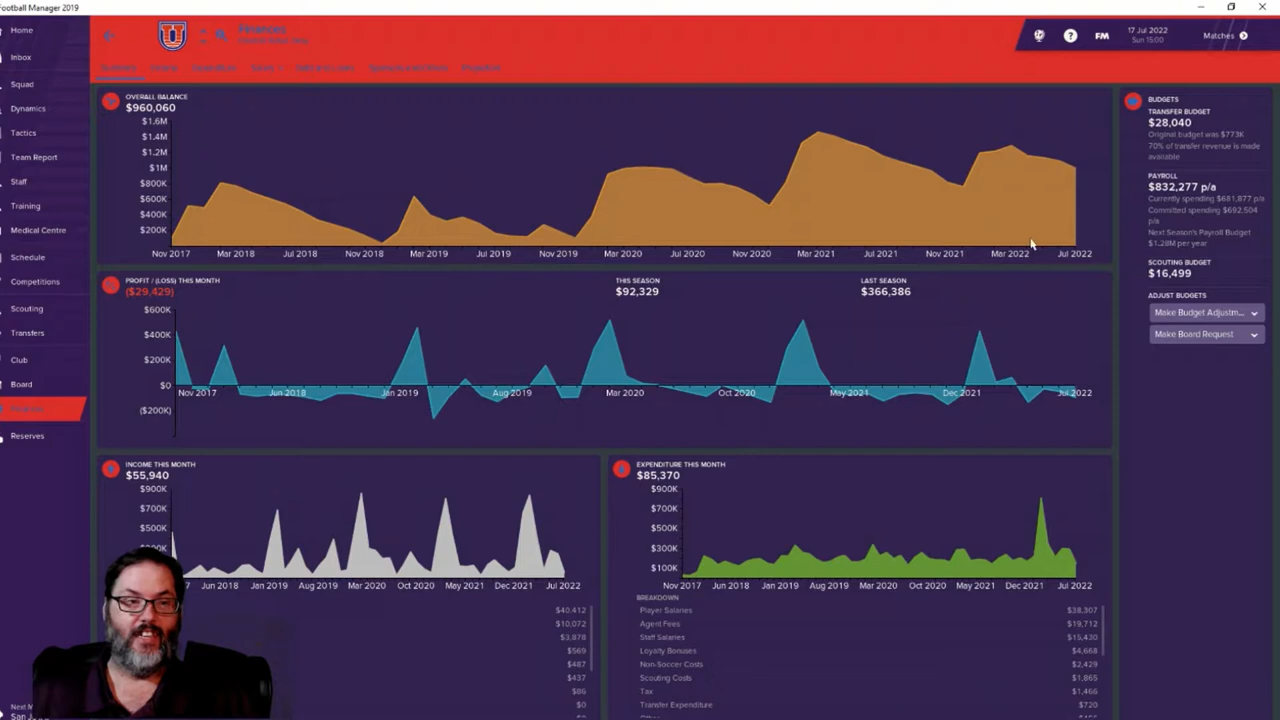 Football Manager 2019
Home
Inbox
Squad
Dynamics
Tactics
Team Report
Staff
Training
Medical Centre
Schedule
Competitions
Scouting
Transfers
Club
Board
Finances
Reserves
Finances
17 Jul 2022
Sun 15:00
FM
?
Matches
OVERALL BALANCE
$960,060
$1.6M
$1.4M
$1.2M
$1M
$800K
$600K
$400K
$200K
Nov 2017 Mar 2018 Jul 2018 Nov 2018 Mar 2019 Jul 2019 Nov 2019 Mar 2020 Jul 2020 Nov 2020 Mar 2021 Jul 2021 Nov 2021 Mar 2022 Jul 2022
PROFIT / (LOSS) THIS MONTH
($29,429)
THIS SEASON
$92,329
LAST SEASON
$366,386
$600K
$400K
$200K
$0
($200K)
Nov 2017 Jun 2018 Jan 2019 Aug 2019 Mar 2020 Oct 2020 May 2021 Dec 2021 Jul 2022
INCOME THIS MONTH
$55,940
$900K
$700K
$500K
$300K
Jun 2018 Jan 2019 Aug 2019 Mar 2020 Oct 2020 May 2021 Dec 2021 Jul 2022
$40,412
$10,072
$3,878
$569
$487
$437
$86
$0
EXPENDITURE THIS MONTH
$85,370
$900K
$700K
$500K
$300K
$100K
Nov 2017 Jun 2018 Jan 2019 Aug 2019 Mar 2020 Oct 2020 May 2021 Dec 2021 Jul 2022
BREAKDOWN
Player Salaries $38,307
Agent Fees $19,712
Staff Salaries $15,430
Loyalty Bonuses $4,668
Non-Soccer Costs $2,429
Scouting Costs $1,865
Tax $1,466
Transfer Expenditure $720
BUDGETS
TRANSFER BUDGET
$28,040
Original budget was $773K
70% of transfer revenue is made
available
PAYROLL
$832,277 p/a
Currently spending $681,877 p/a
Committed spending $692,504
p/a
Next Season's Payroll Budget
$1.28M per year
SCOUTING BUDGET
$16,499
ADJUST BUDGETS
Make Budget Adjustm...
Make Board Request
Next M
San J